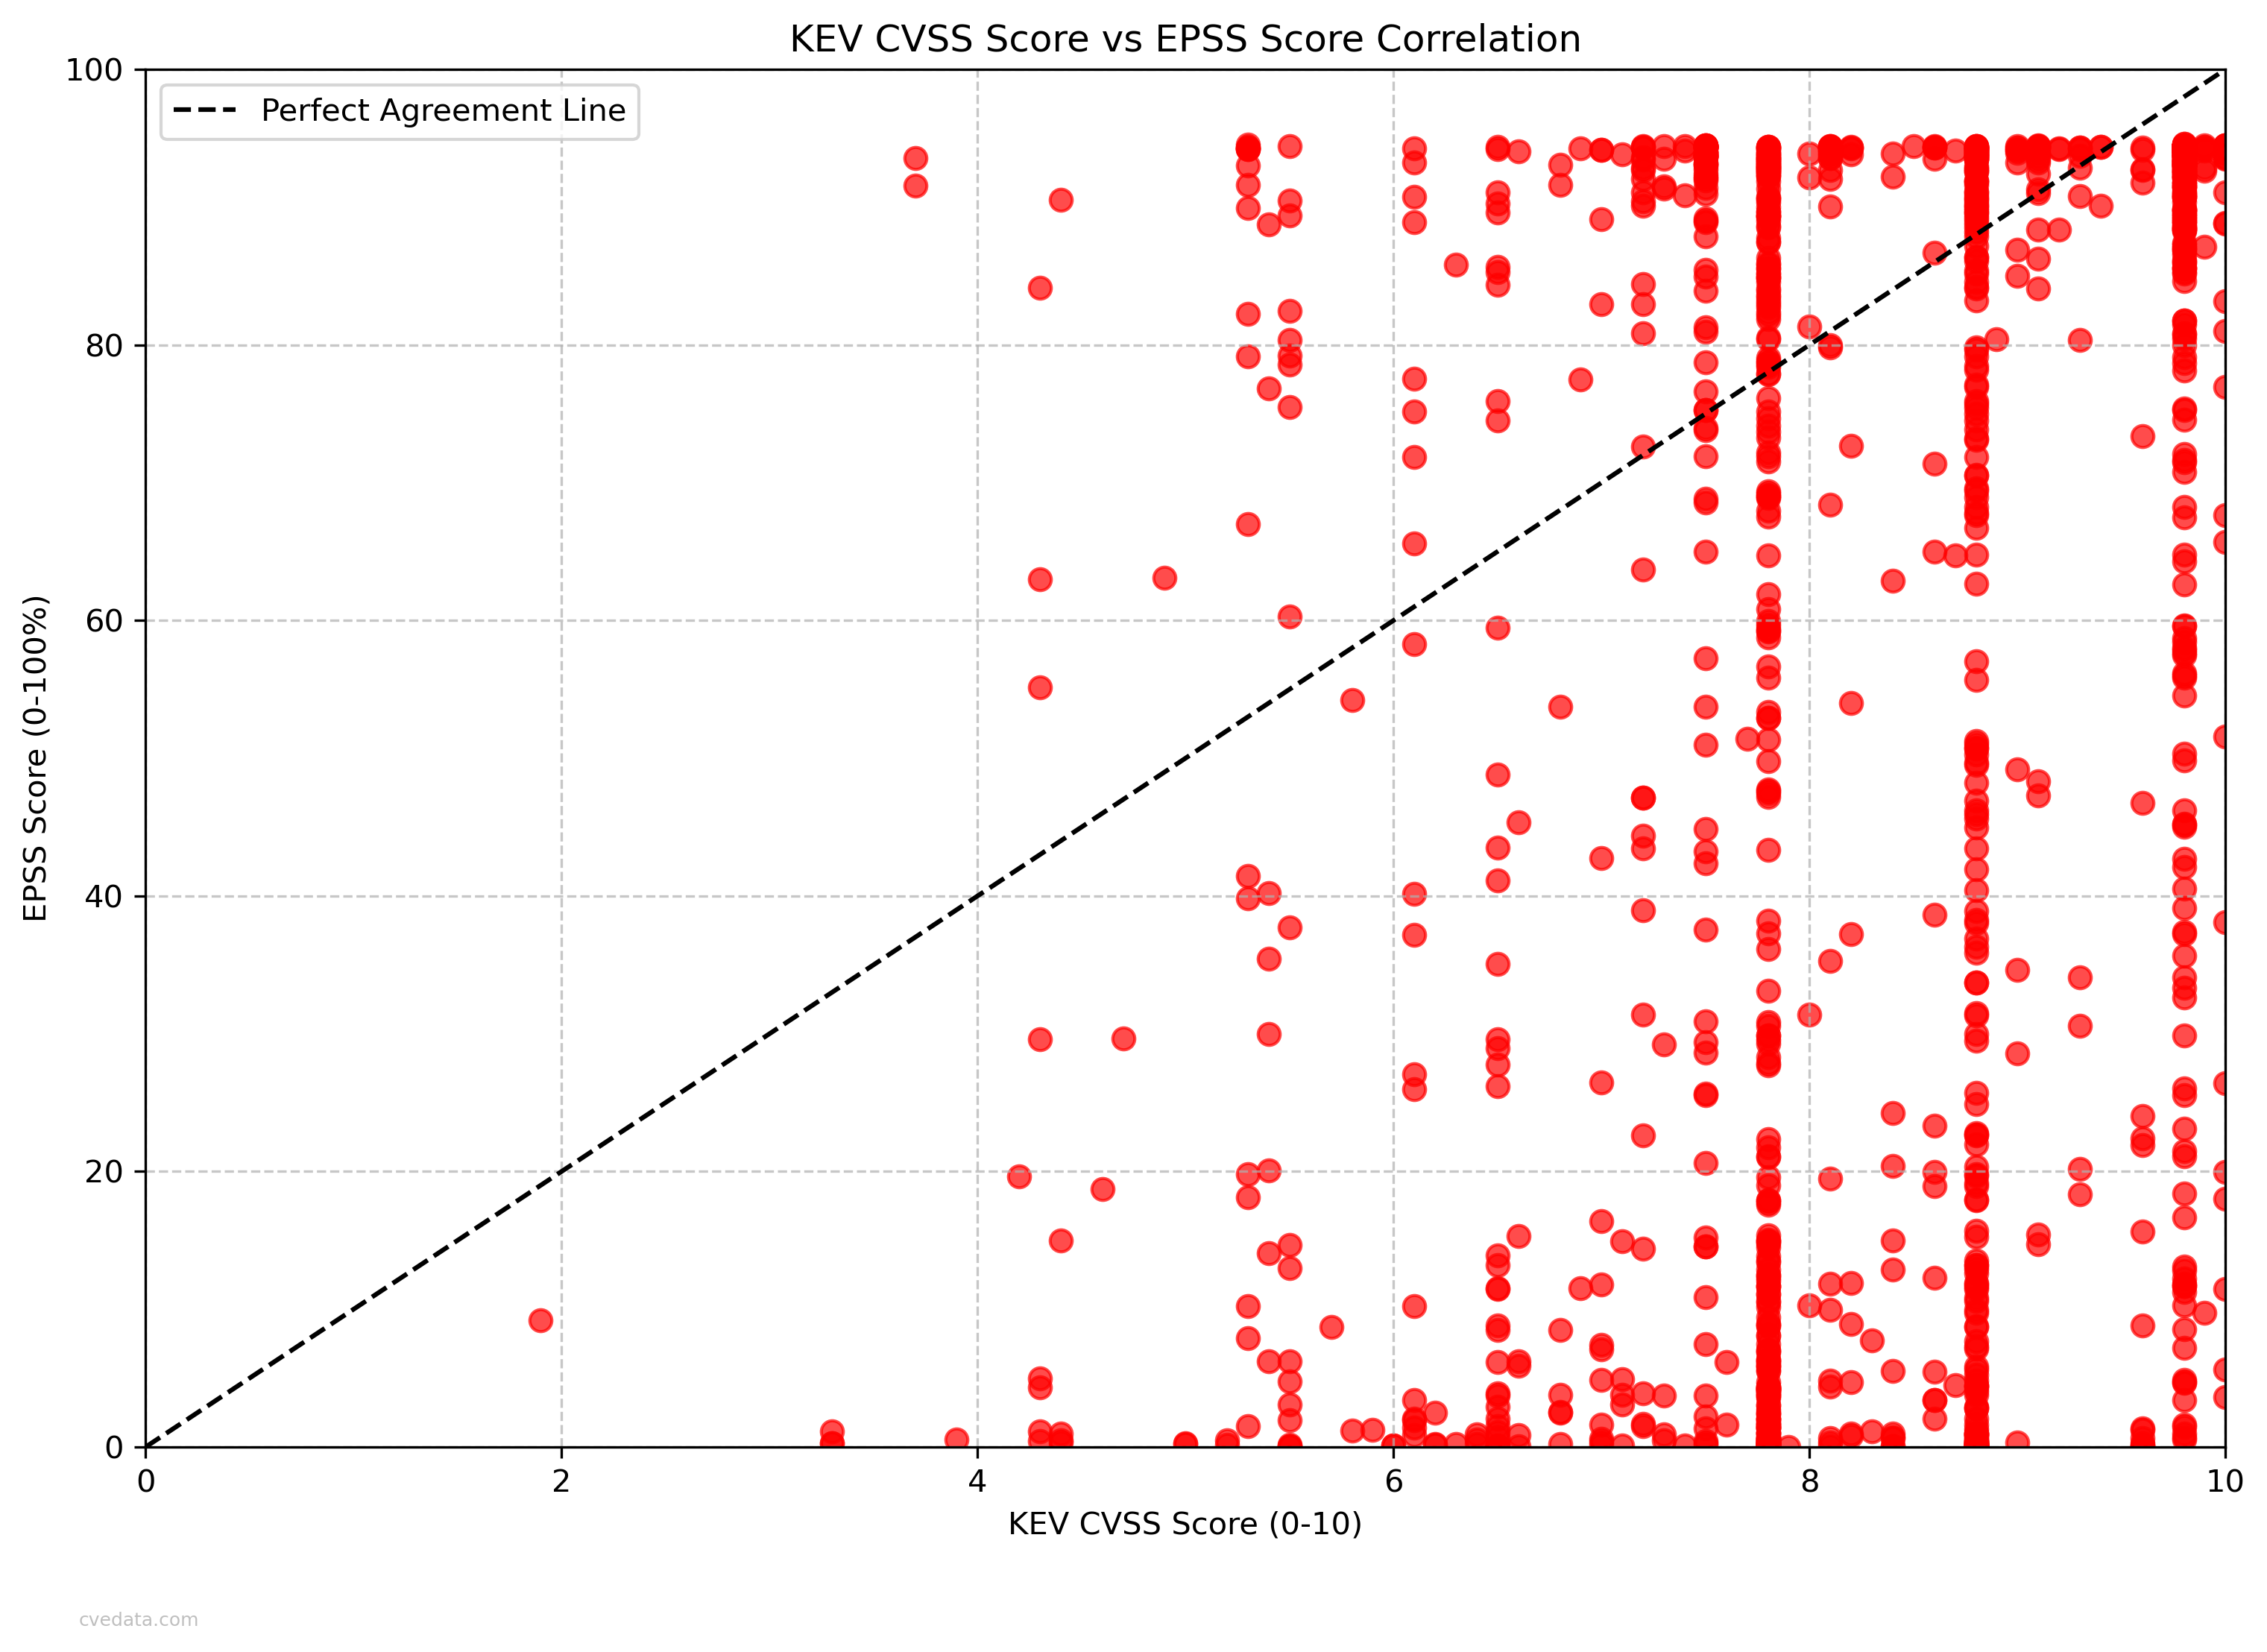 KEV CVSS Score vs EPSS Score Correlation
Perfect Agreement Line
EPSS Score (0-100%)
100
80
60
40
20
0
0 2 4 6 8 10
KEV CVSS Score (0-10)
cvedata.com